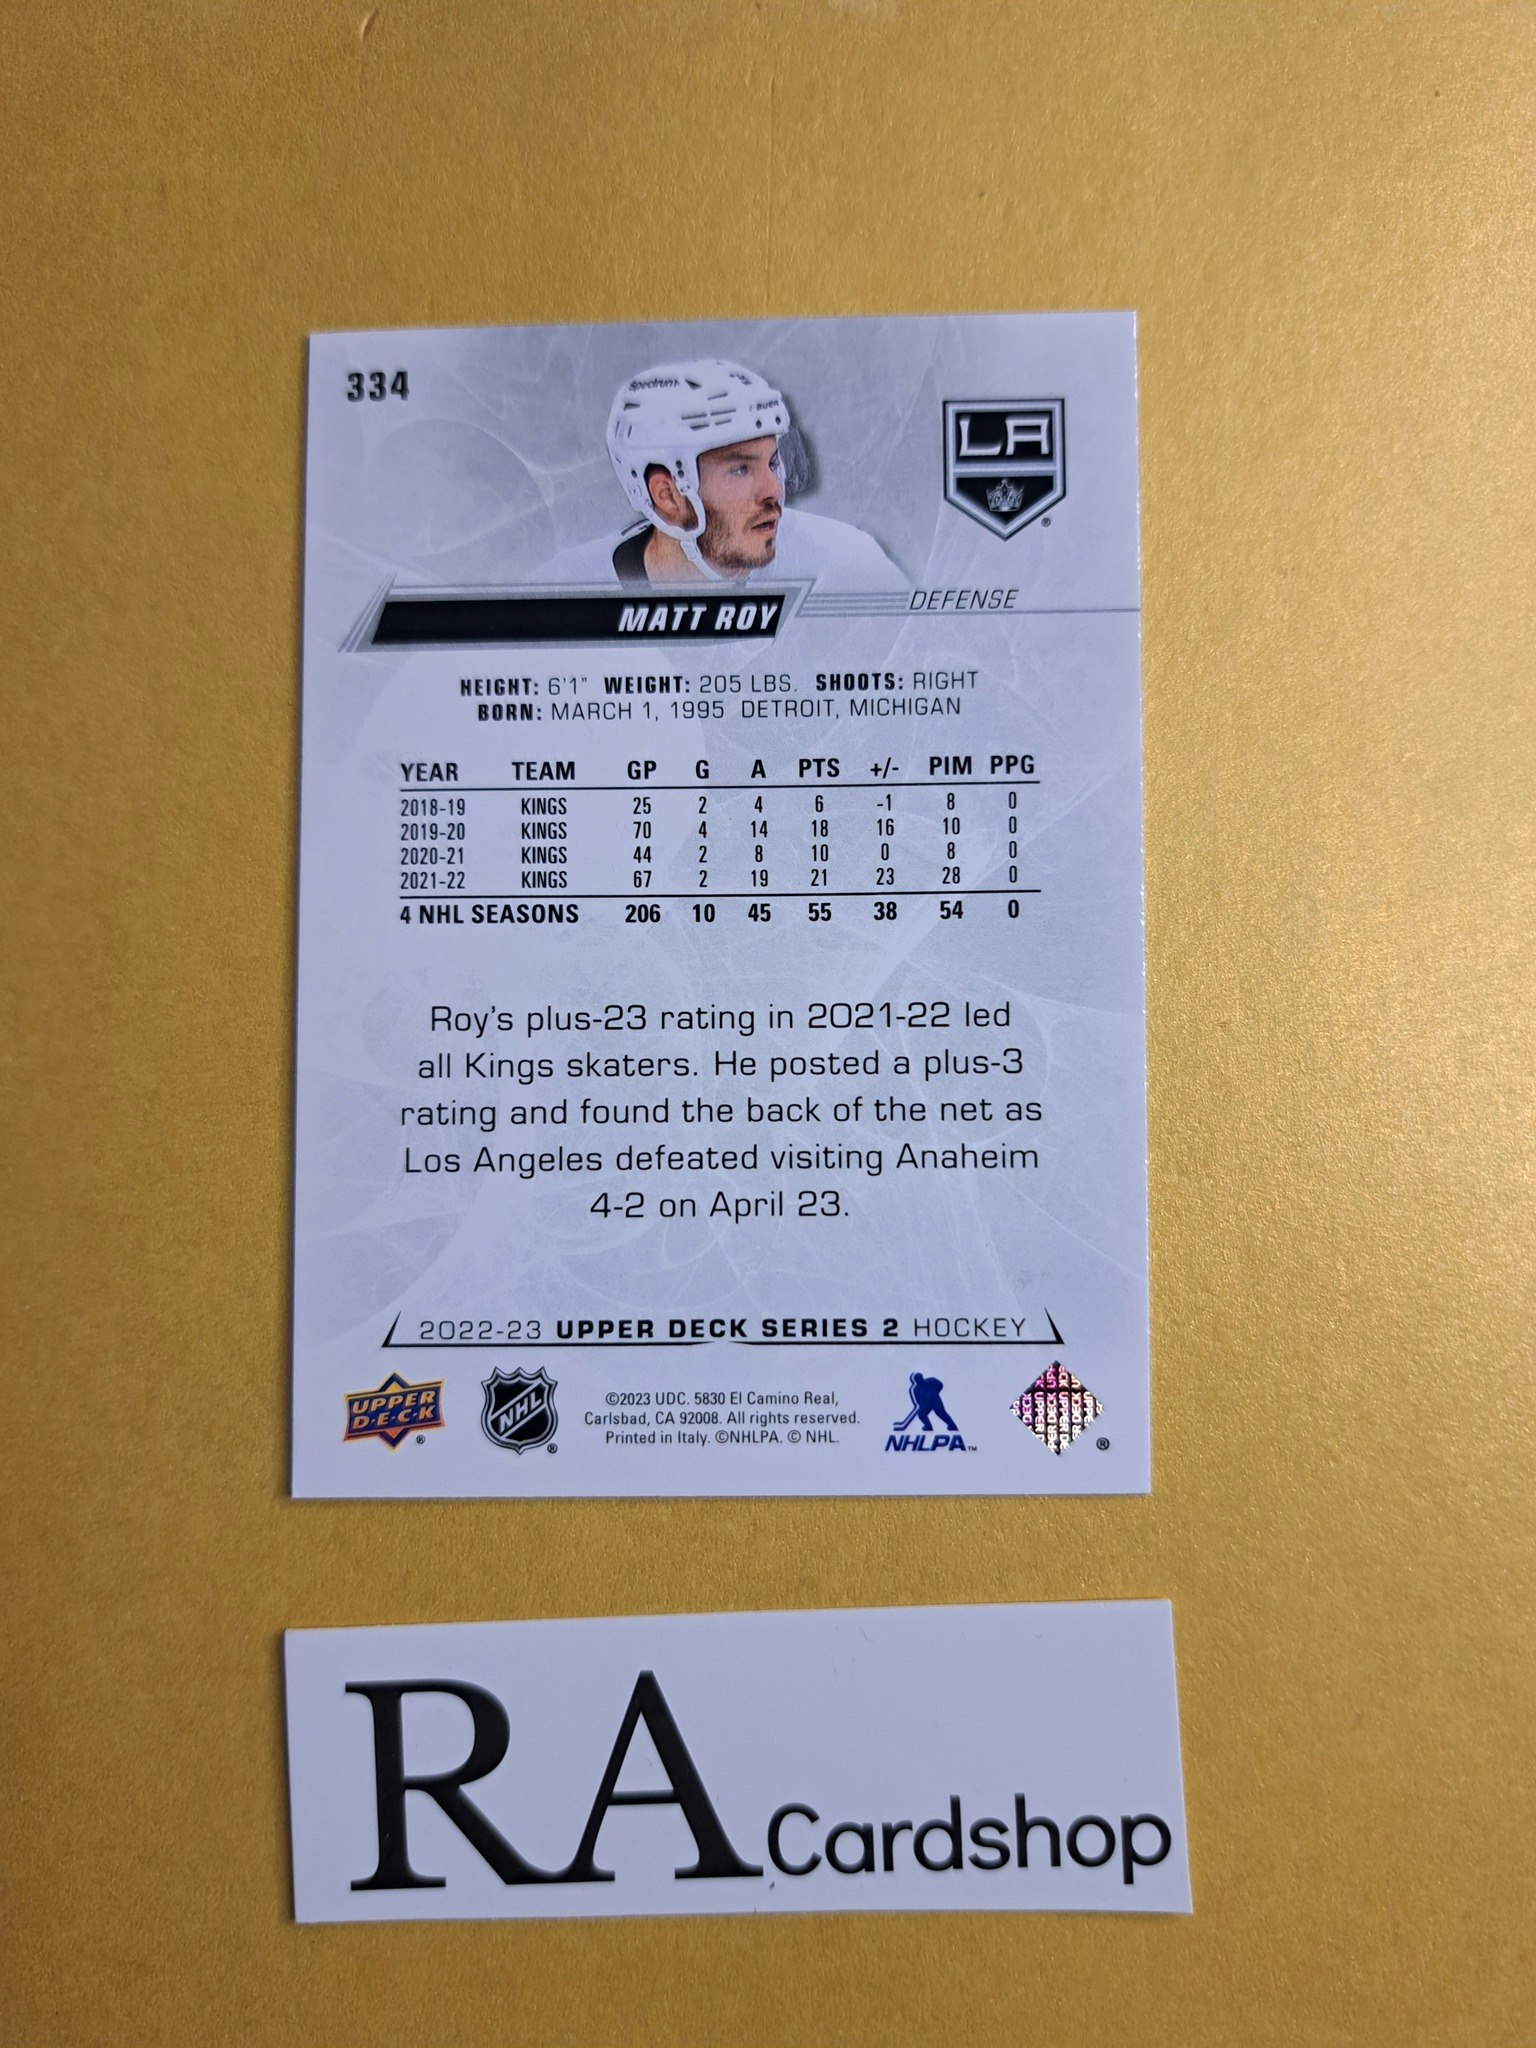 334
Spectrum
LA
MATT ROY
DEFENSE
HEIGHT: 6'1" WEIGHT: 205 LBS. SHOOTS: RIGHT
BORN: MARCH 1, 1995 DETROIT, MICHIGAN
YEAR TEAM GP G A PTS +/- PIM PPG
2018-19 KINGS 25 2 4 6 -1 8 0
2019-20 KINGS 70 4 14 18 16 10 0
2020-21 KINGS 44 2 8 10 0 8 0
2021-22 KINGS 67 2 19 21 23 28 0
4 NHL SEASONS 206 10 45 55 38 54 0
Roy's plus-23 rating in 2021-22 led
all Kings skaters. He posted a plus-3
rating and found the back of the net as
Los Angeles defeated visiting Anaheim
4-2 on April 23.
2022-23 UPPER DECK SERIES 2 HOCKEY
UPPER
D·E·C·K
NHL
©2023 UDC. 5830 El Camino Real,
Carlsbad, CA 92008. All rights reserved.
Printed in Italy. ©NHLPA. © NHL.
NHLPA™
RA Cardshop